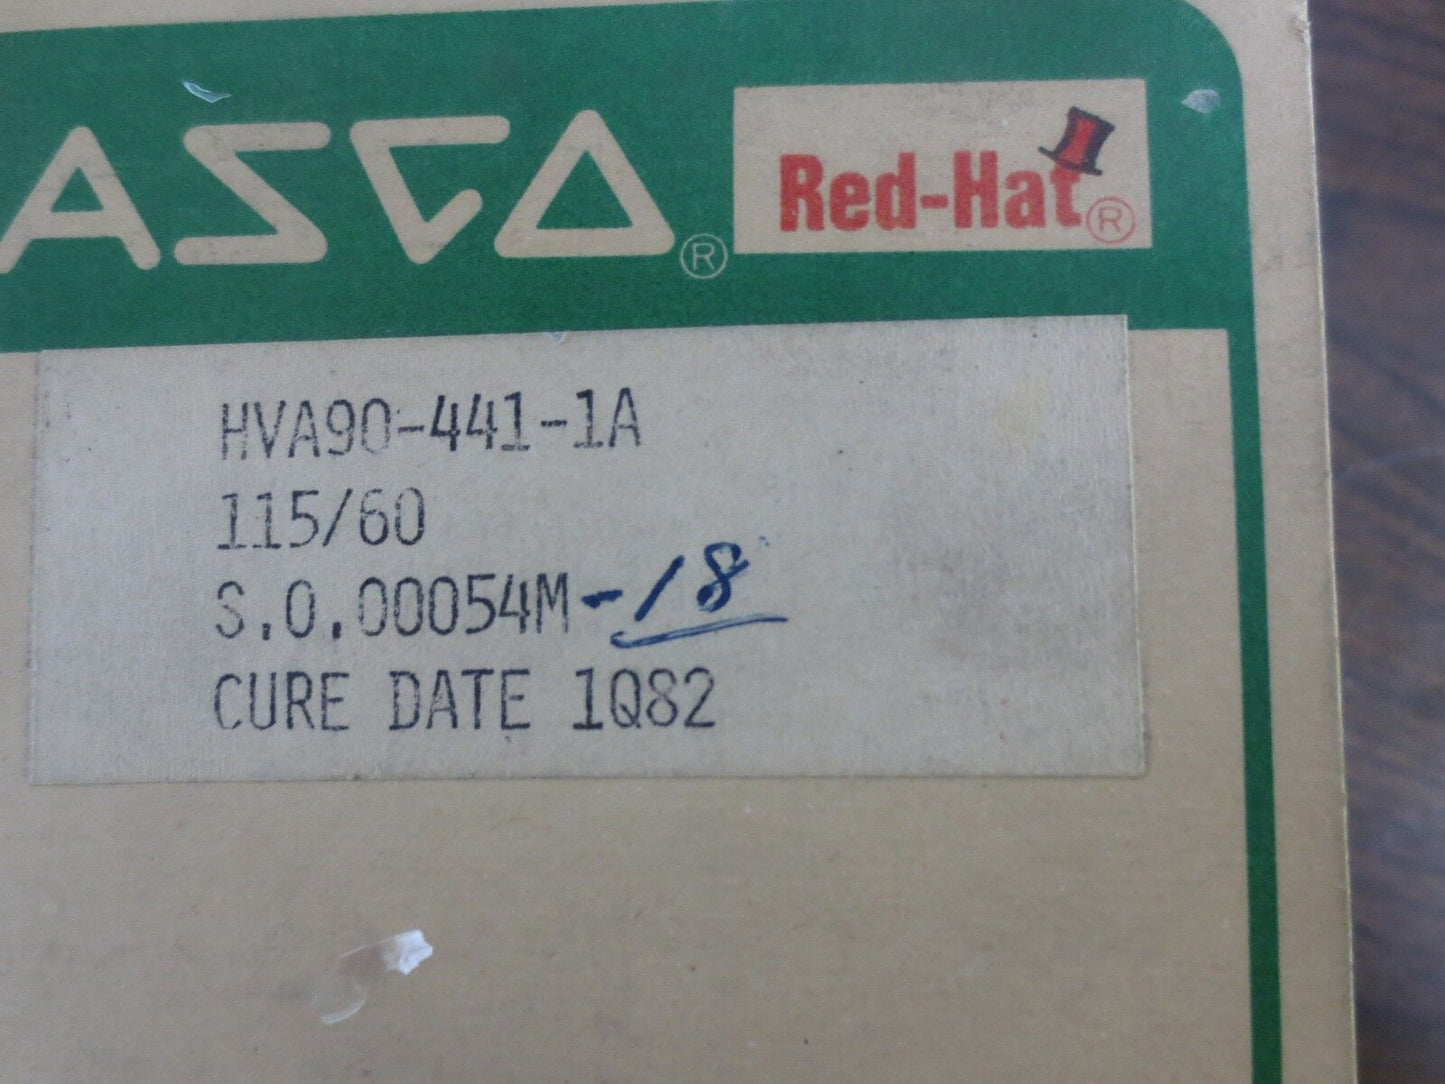 ASCO®
Red-Hat®
HVA90-441-1A
115/60
S.O.00054M-18
CURE DATE 1Q82